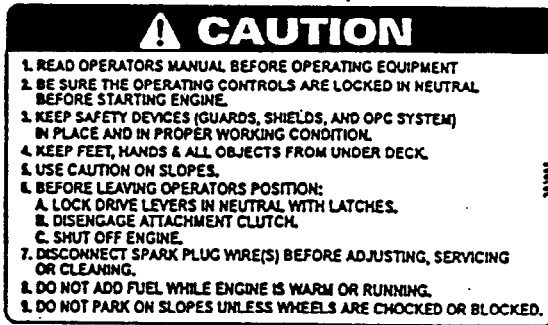 CAUTION
1. READ OPERATORS MANUAL BEFORE OPERATING EQUIPMENT
2. BE SURE THE OPERATING CONTROLS ARE LOCKED IN NEUTRAL
BEFORE STARTING ENGINE.
3. KEEP SAFETY DEVICES (GUARDS, SHIELDS, AND OPC SYSTEM)
IN PLACE AND IN PROPER WORKING CONDITION.
4. KEEP FEET, HANDS & ALL OBJECTS FROM UNDER DECK.
5. USE CAUTION ON SLOPES.
6. BEFORE LEAVING OPERATORS POSITION:
A. LOCK DRIVE LEVERS IN NEUTRAL WITH LATCHES.
B. DISENGAGE ATTACHMENT CLUTCH.
C. SHUT OFF ENGINE.
7. DISCONNECT SPARK PLUG WIRE(S) BEFORE ADJUSTING, SERVICING
OR CLEANING.
8. DO NOT ADD FUEL WHILE ENGINE IS WARM OR RUNNING.
9. DO NOT PARK ON SLOPES UNLESS WHEELS ARE CHOCKED OR BLOCKED.